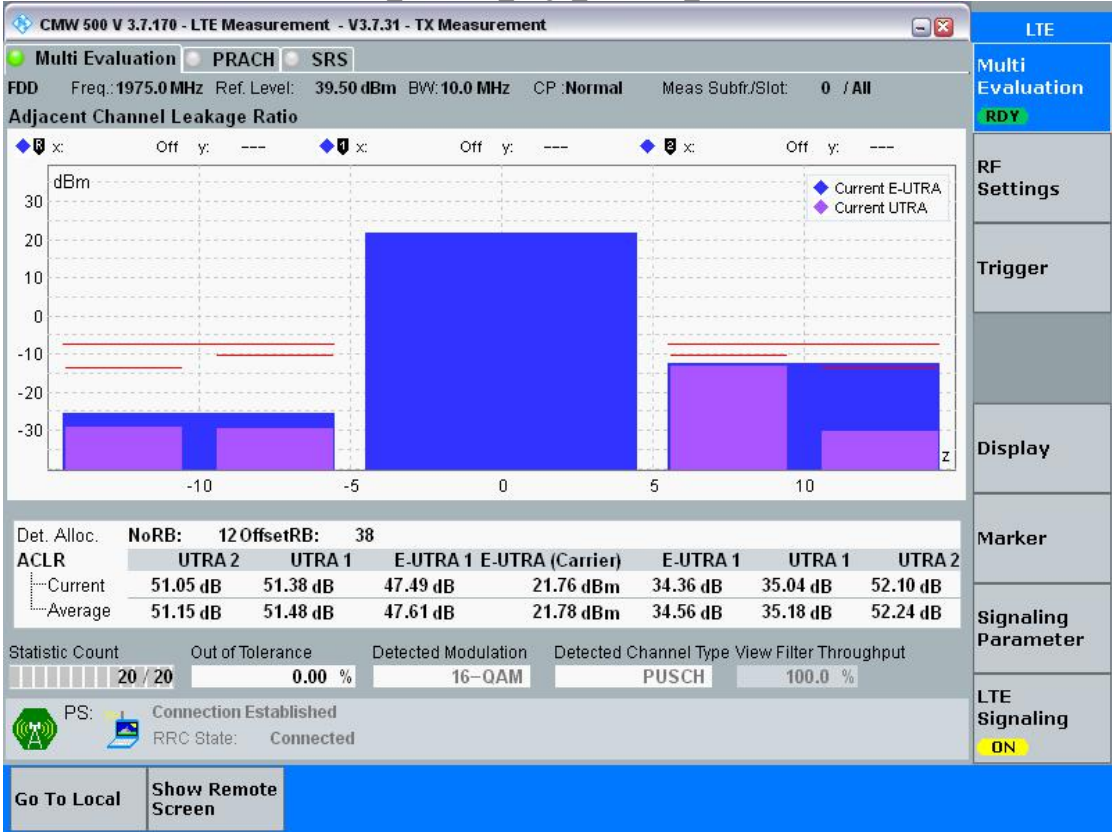 CMW 500 V 3.7.170 - LTE Measurement - V3.7.31 - TX Measurement
LTE
Multi Evaluation PRACH SRS
Multi
Evaluation
RDY
FDD Freq.:1975.0 MHz Ref. Level: 39.50 dBm BW:10.0 MHz CP :Normal Meas Subfr./Slot: 0 / All
Adjacent Channel Leakage Ratio
R x: Off y: --- 1 x: Off y: --- 2 x: Off y: ---
dBm
Current E-UTRA
Current UTRA
30
20
10
0
-10
-20
-30
z
-10 -5 0 5 10
RF
Settings
Trigger
Display
Marker
Signaling
Parameter
LTE
Signaling
ON
Det. Alloc. NoRB: 12 OffsetRB: 38
ACLR UTRA 2 UTRA 1 E-UTRA 1 E-UTRA (Carrier) E-UTRA 1 UTRA 1 UTRA 2
Current 51.05 dB 51.38 dB 47.49 dB 21.76 dBm 34.36 dB 35.04 dB 52.10 dB
Average 51.15 dB 51.48 dB 47.61 dB 21.78 dBm 34.56 dB 35.18 dB 52.24 dB
Statistic Count Out of Tolerance Detected Modulation Detected Channel Type View Filter Throughput
20 / 20 0.00 % 16-QAM PUSCH 100.0 %
PS: Connection Established
RRC State: Connected
Go To Local
Show Remote
Screen